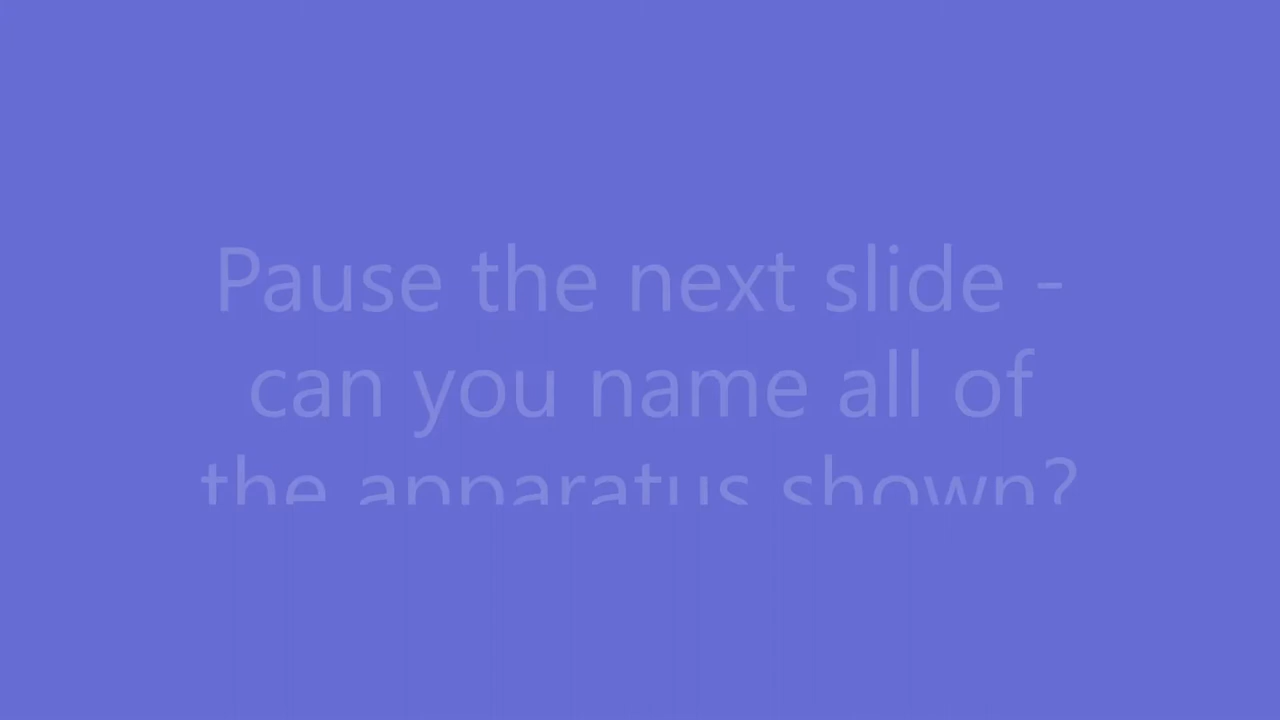 Pause the next slide -
can you name all of
the apparatus shown?